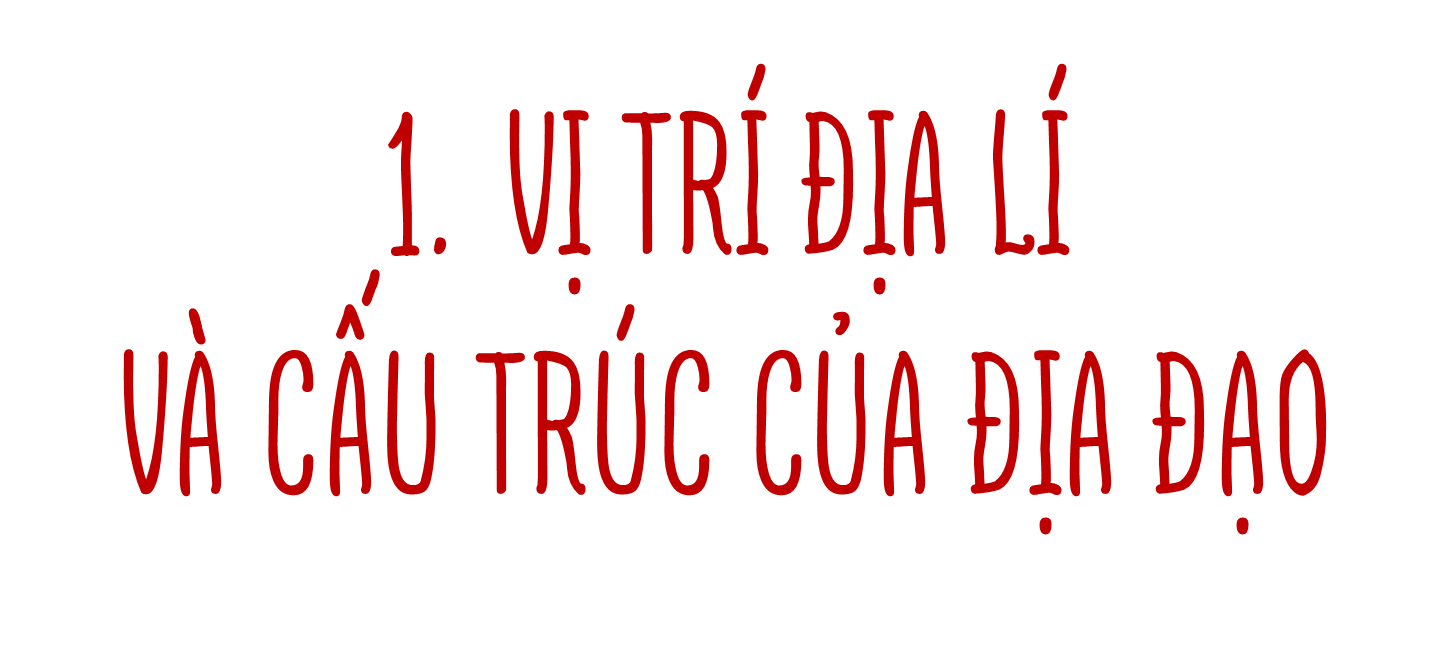 1. VỊ TRÍ ĐỊA LÍ
VÀ CẤU TRÚC CỦA ĐỊA ĐẠO